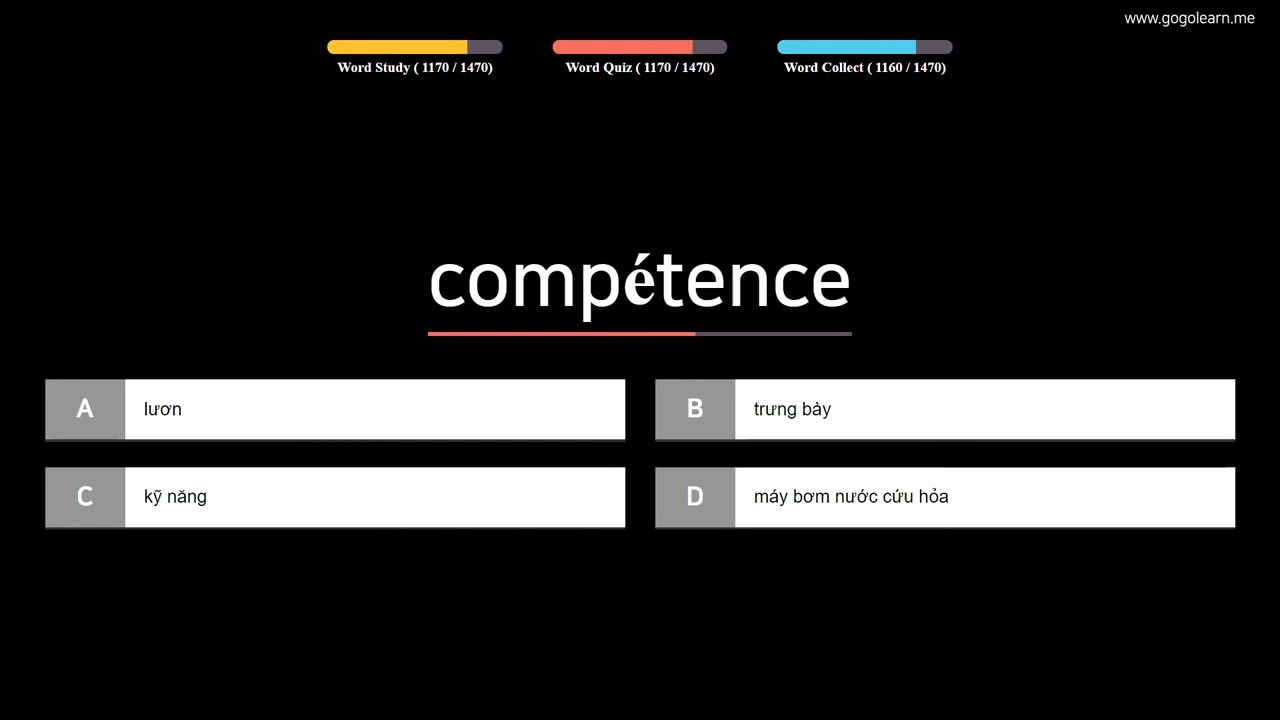 www.gogolearn.me
Word Study ( 1170 / 1470)
Word Quiz ( 1170 / 1470)
Word Collect ( 1160 / 1470)
compétence
A lươn
B trưng bày
C kỹ năng
D máy bơm nước cứu hỏa